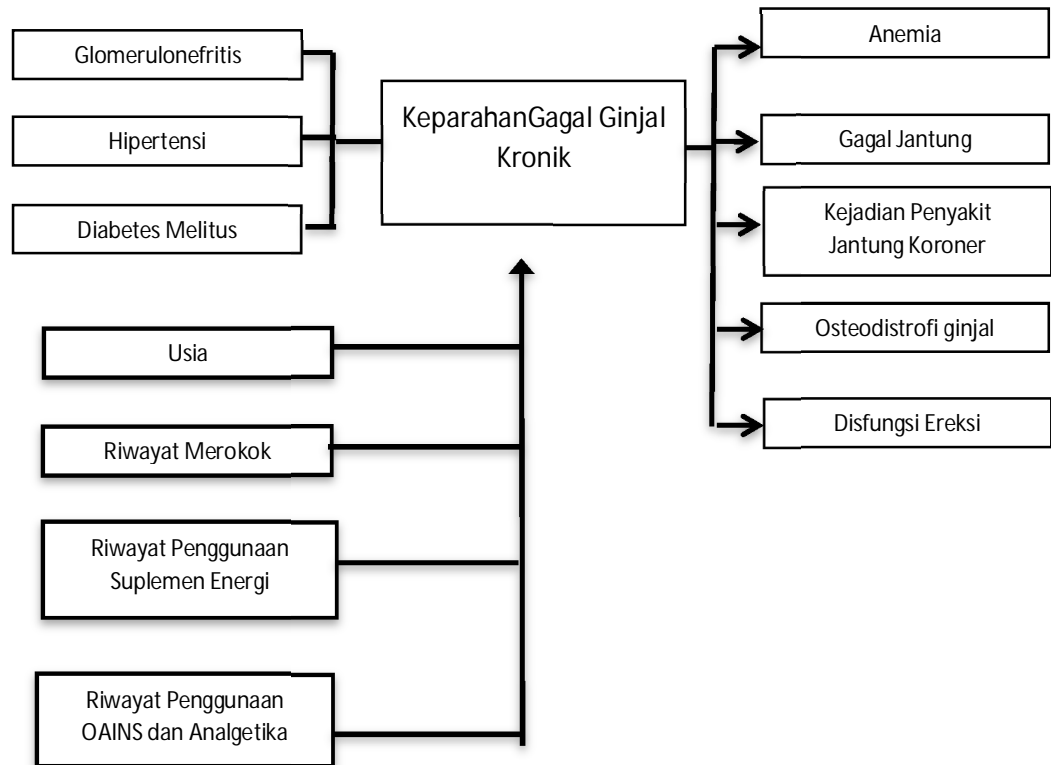 Glomerulonefritis
Hipertensi
Diabetes Melitus
KeparahanGagal Ginjal
Kronik
Anemia
Gagal Jantung
Kejadian Penyakit
Jantung Koroner
Osteodistrofi ginjal
Disfungsi Ereksi
Usia
Riwayat Merokok
Riwayat Penggunaan
Suplemen Energi
Riwayat Penggunaan
OAINS dan Analgetika